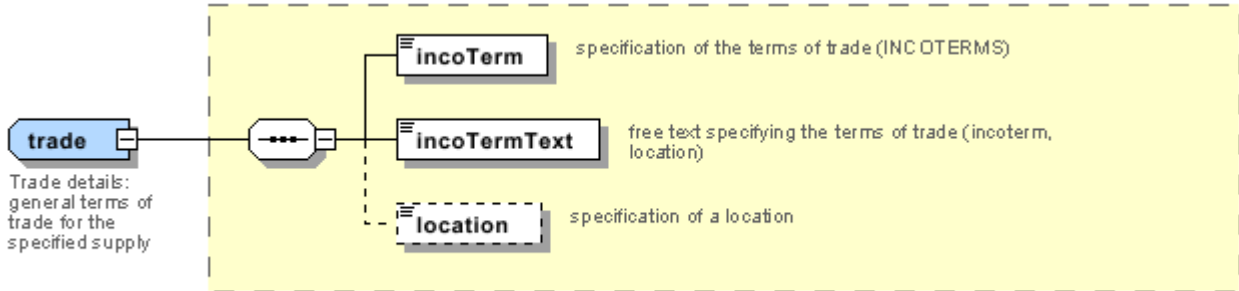 incoTerm
specification of the terms of trade (INCOTERMS)
trade
incoTermText
free text specifying the terms of trade (incoterm,
location)
Trade details:
general terms of
trade for the
specified supply
location
specification of a location